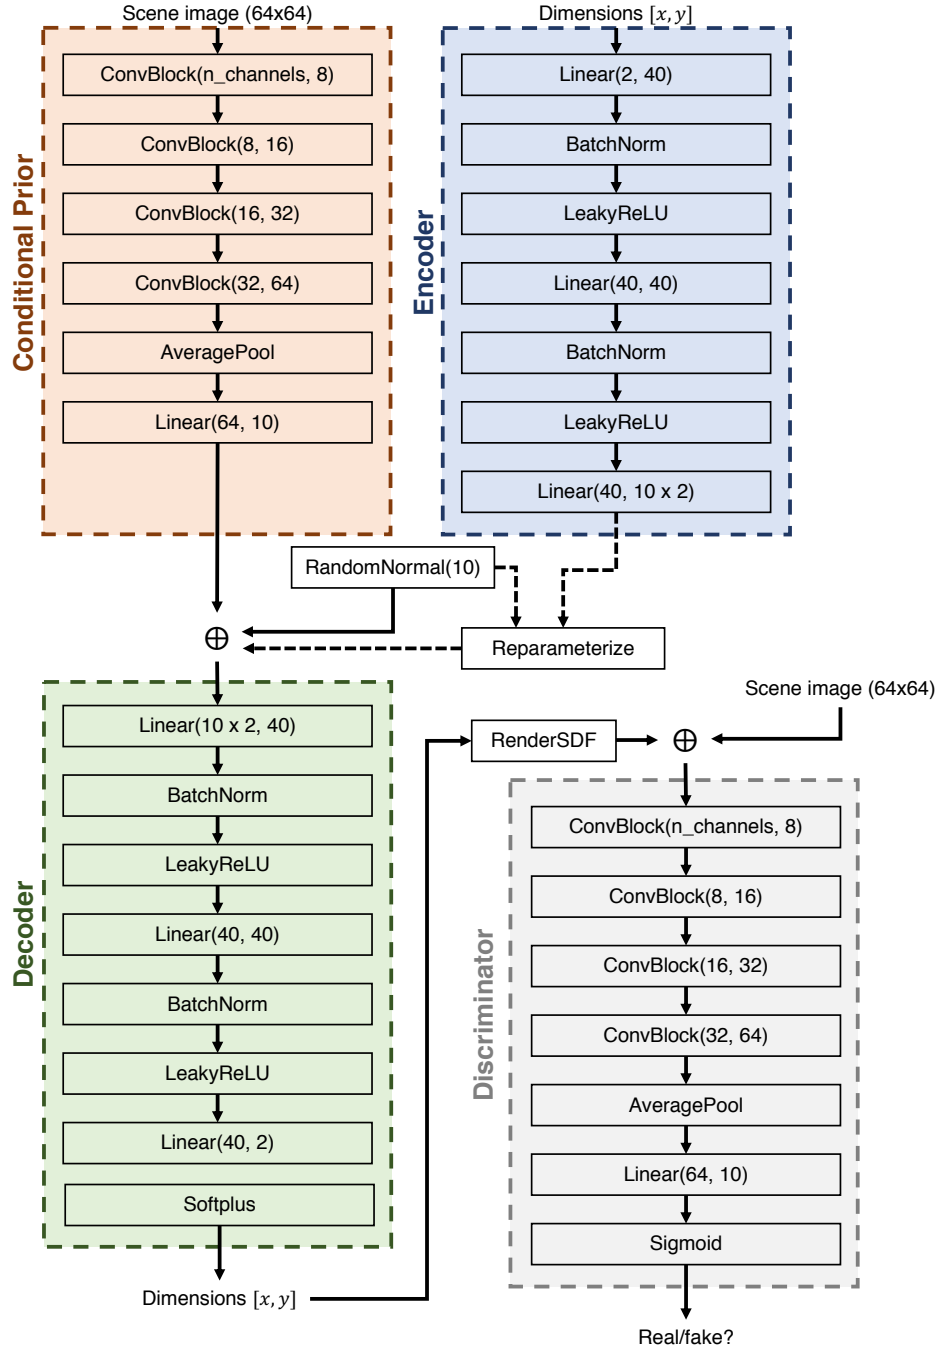 Scene image (64x64)
Conditional Prior
ConvBlock(n_channels, 8)
ConvBlock(8, 16)
ConvBlock(16, 32)
ConvBlock(32, 64)
AveragePool
Linear(64, 10)
Dimensions [x, y]
Encoder
Linear(2, 40)
BatchNorm
LeakyReLU
Linear(40, 40)
BatchNorm
LeakyReLU
Linear(40, 10 x 2)
RandomNormal(10)
Reparameterize
⊕
Decoder
Linear(10 x 2, 40)
BatchNorm
LeakyReLU
Linear(40, 40)
BatchNorm
LeakyReLU
Linear(40, 2)
Softplus
Dimensions [x, y]
RenderSDF
⊕
Scene image (64x64)
Discriminator
ConvBlock(n_channels, 8)
ConvBlock(8, 16)
ConvBlock(16, 32)
ConvBlock(32, 64)
AveragePool
Linear(64, 10)
Sigmoid
Real/fake?